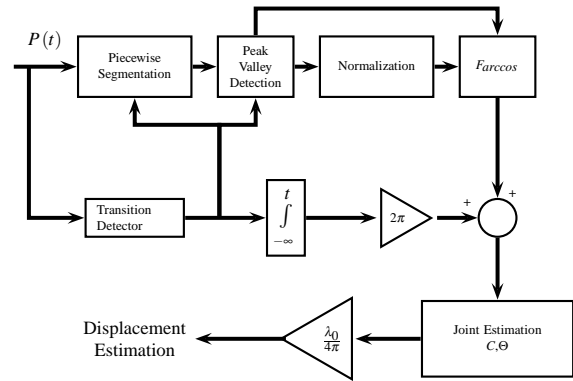 P(t)
Piecewise
Segmentation
Peak
Valley
Detection
Normalization
Farccos
Transition
Detector
t
∫
−∞
2π
+
+
Joint Estimation
C,Θ
λ0
4π
Displacement
Estimation